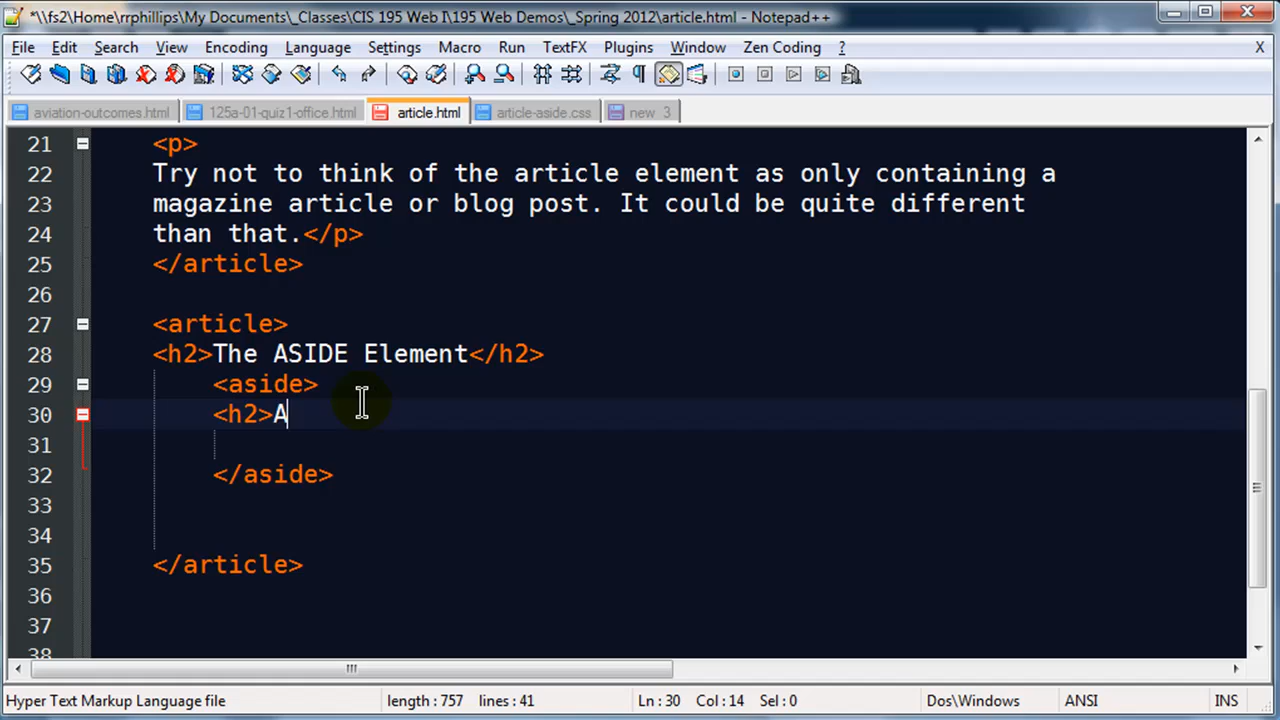 *\\fs2\Home\rrphillips\My Documents\_Classes\CIS 195 Web I\195 Web Demos\_Spring 2012\article.html - Notepad++
File Edit Search View Encoding Language Settings Macro Run TextFX Plugins Window Zen Coding ? X
aviation-outcomes.html 125a-01-quiz1-office.html article.html article-aside.css new 3
21 <p>
22 Try not to think of the article element as only containing a
23 magazine article or blog post. It could be quite different
24 than that.</p>
25 </article>
26
27 <article>
28 <h2>The ASIDE Element</h2>
29 <aside>
30 <h2>A
31
32 </aside>
33
34
35 </article>
36
37
38
Hyper Text Markup Language file length : 757 lines : 41 Ln : 30 Col : 14 Sel : 0 Dos\Windows ANSI INS